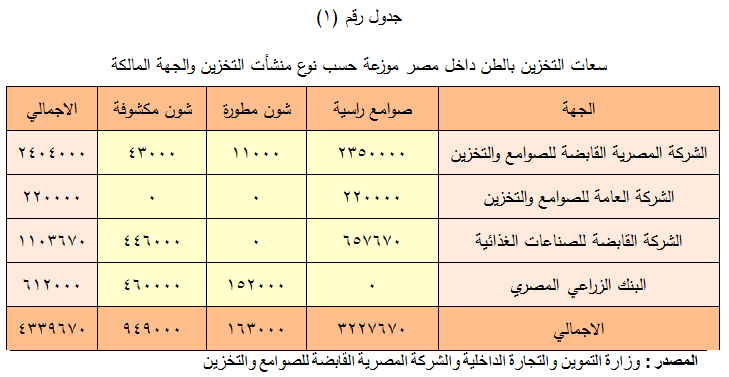 جدول رقم (١)
سعات التخزين بالطن داخل مصر موزعة حسب نوع منشأت التخزين والجهة المالكة
الجهة صوامع راسية شون مطورة شون مكشوفة الاجمالي
الشركة المصرية القابضة للصوامع والتخزين ٢٣٥٠٠٠٠ ١١٠٠٠ ٤٣٠٠٠ ٢٤٠٤٠٠٠
الشركة العامة للصوامع والتخزين ٢٢٠٠٠٠ ٠ ٠ ٢٢٠٠٠٠
الشركة القابضة للصناعات الغذائية ٦٥٧٦٧٠ ٠ ٤٤٦٠٠٠ ١١٠٣٦٧٠
البنك الزراعي المصري ٠ ١٥٢٠٠٠ ٤٦٠٠٠٠ ٦١٢٠٠٠
الاجمالي ٣٢٢٧٦٧٠ ١٦٣٠٠٠ ٩٤٩٠٠٠ ٤٣٣٩٦٧٠
المصدر : وزارة التموين والتجارة الداخلية والشركة المصرية القابضة للصوامع والتخزين